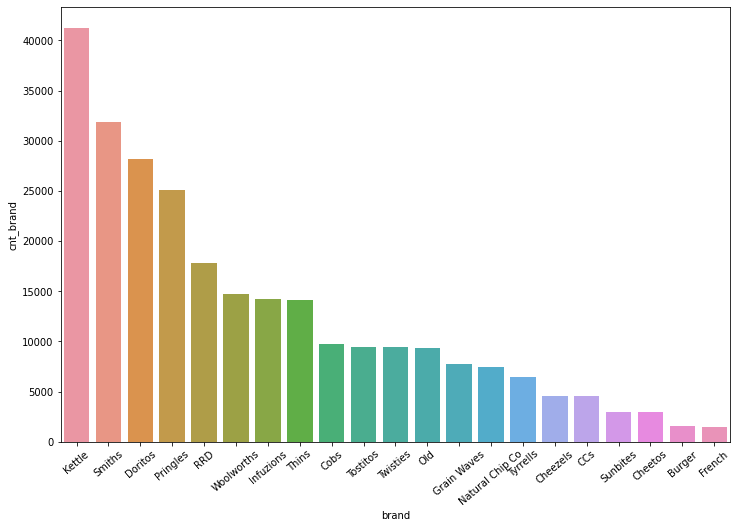 40000
35000
30000
25000
20000
15000
10000
5000
0
cnt_brand
Kettle
Smiths
Doritos
Pringles
RRD
Woolworths
Infuzions
Thins
Cobs
Tostitos
Twisties
Old
Grain Waves
Natural Chip Co
Tyrrells
Cheezels
CCs
Sunbites
Cheetos
Burger
French
brand